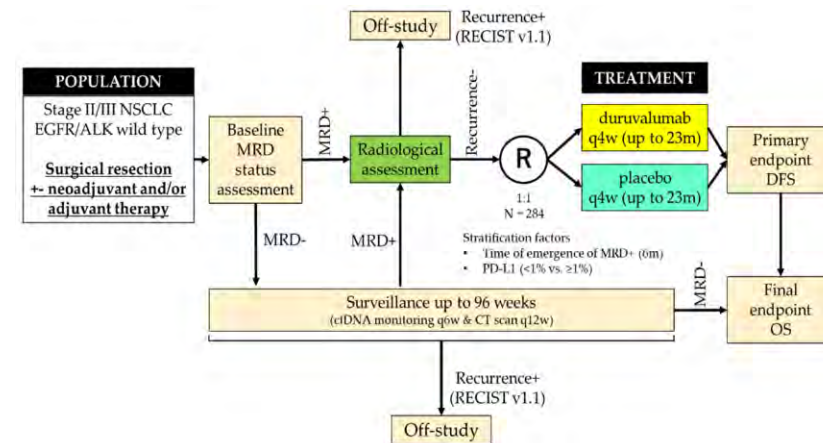 Off-study
Recurrence+
(RECIST v1.1)
POPULATION
Stage II/III NSCLC
EGFR/ALK wild type
Surgical resection
+- neoadjuvant and/or
adjuvant therapy
Baseline
MRD
status
assessment
MRD+
Radiological
assessment
Recurrence-
R
1:1
N = 284
TREATMENT
duruvalumab
q4w (up to 23m)
placebo
q4w (up to 23m)
Primary
endpoint
DFS
MRD-
MRD+
Stratification factors
▪ Time of emergence of MRD+ (6m)
▪ PD-L1 (<1% vs. ≥1%)
Surveillance up to 96 weeks
(cfDNA monitoring q6w & CT scan q12w)
MRD-
Final
endpoint
OS
Recurrence+
(RECIST v1.1)
Off-study